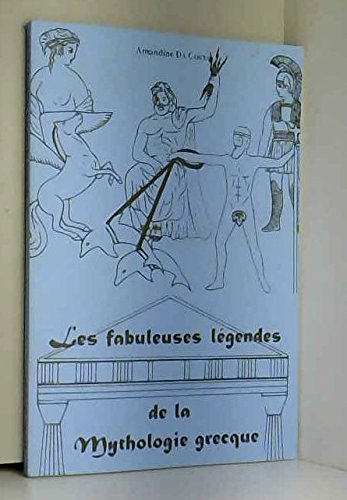 Amandine Da Costa
Les fabuleuses légendes
de la
Mythologie grecque